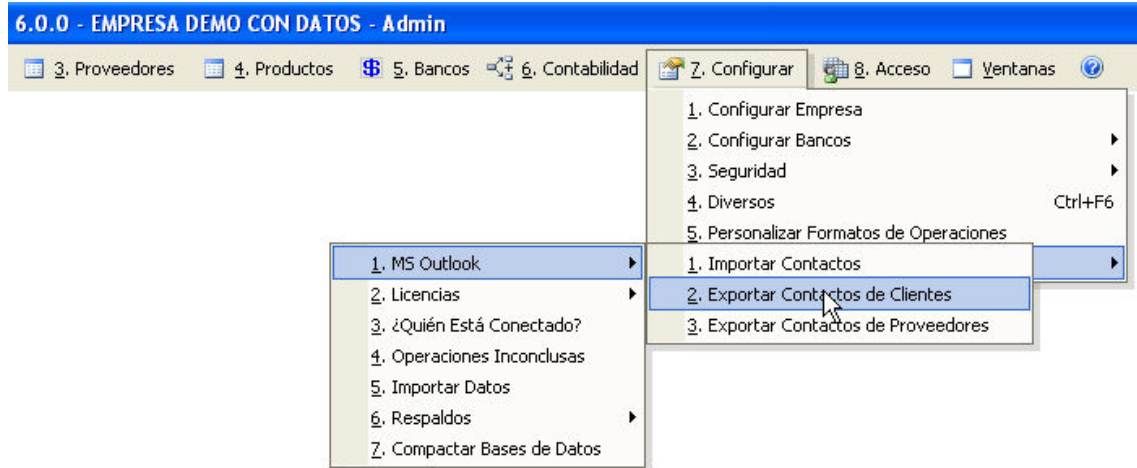 6.0.0 - EMPRESA DEMO CON DATOS - Admin
3. Proveedores 4. Productos 5. Bancos 6. Contabilidad 7. Configurar 8. Acceso Ventanas
1. Configurar Empresa
2. Configurar Bancos
3. Seguridad
4. Diversos Ctrl+F6
5. Personalizar Formatos de Operaciones
1. MS Outlook
2. Licencias
3. ¿Quién Está Conectado?
4. Operaciones Inconclusas
5. Importar Datos
6. Respaldos
7. Compactar Bases de Datos
1. Importar Contactos
2. Exportar Contactos de Clientes
3. Exportar Contactos de Proveedores